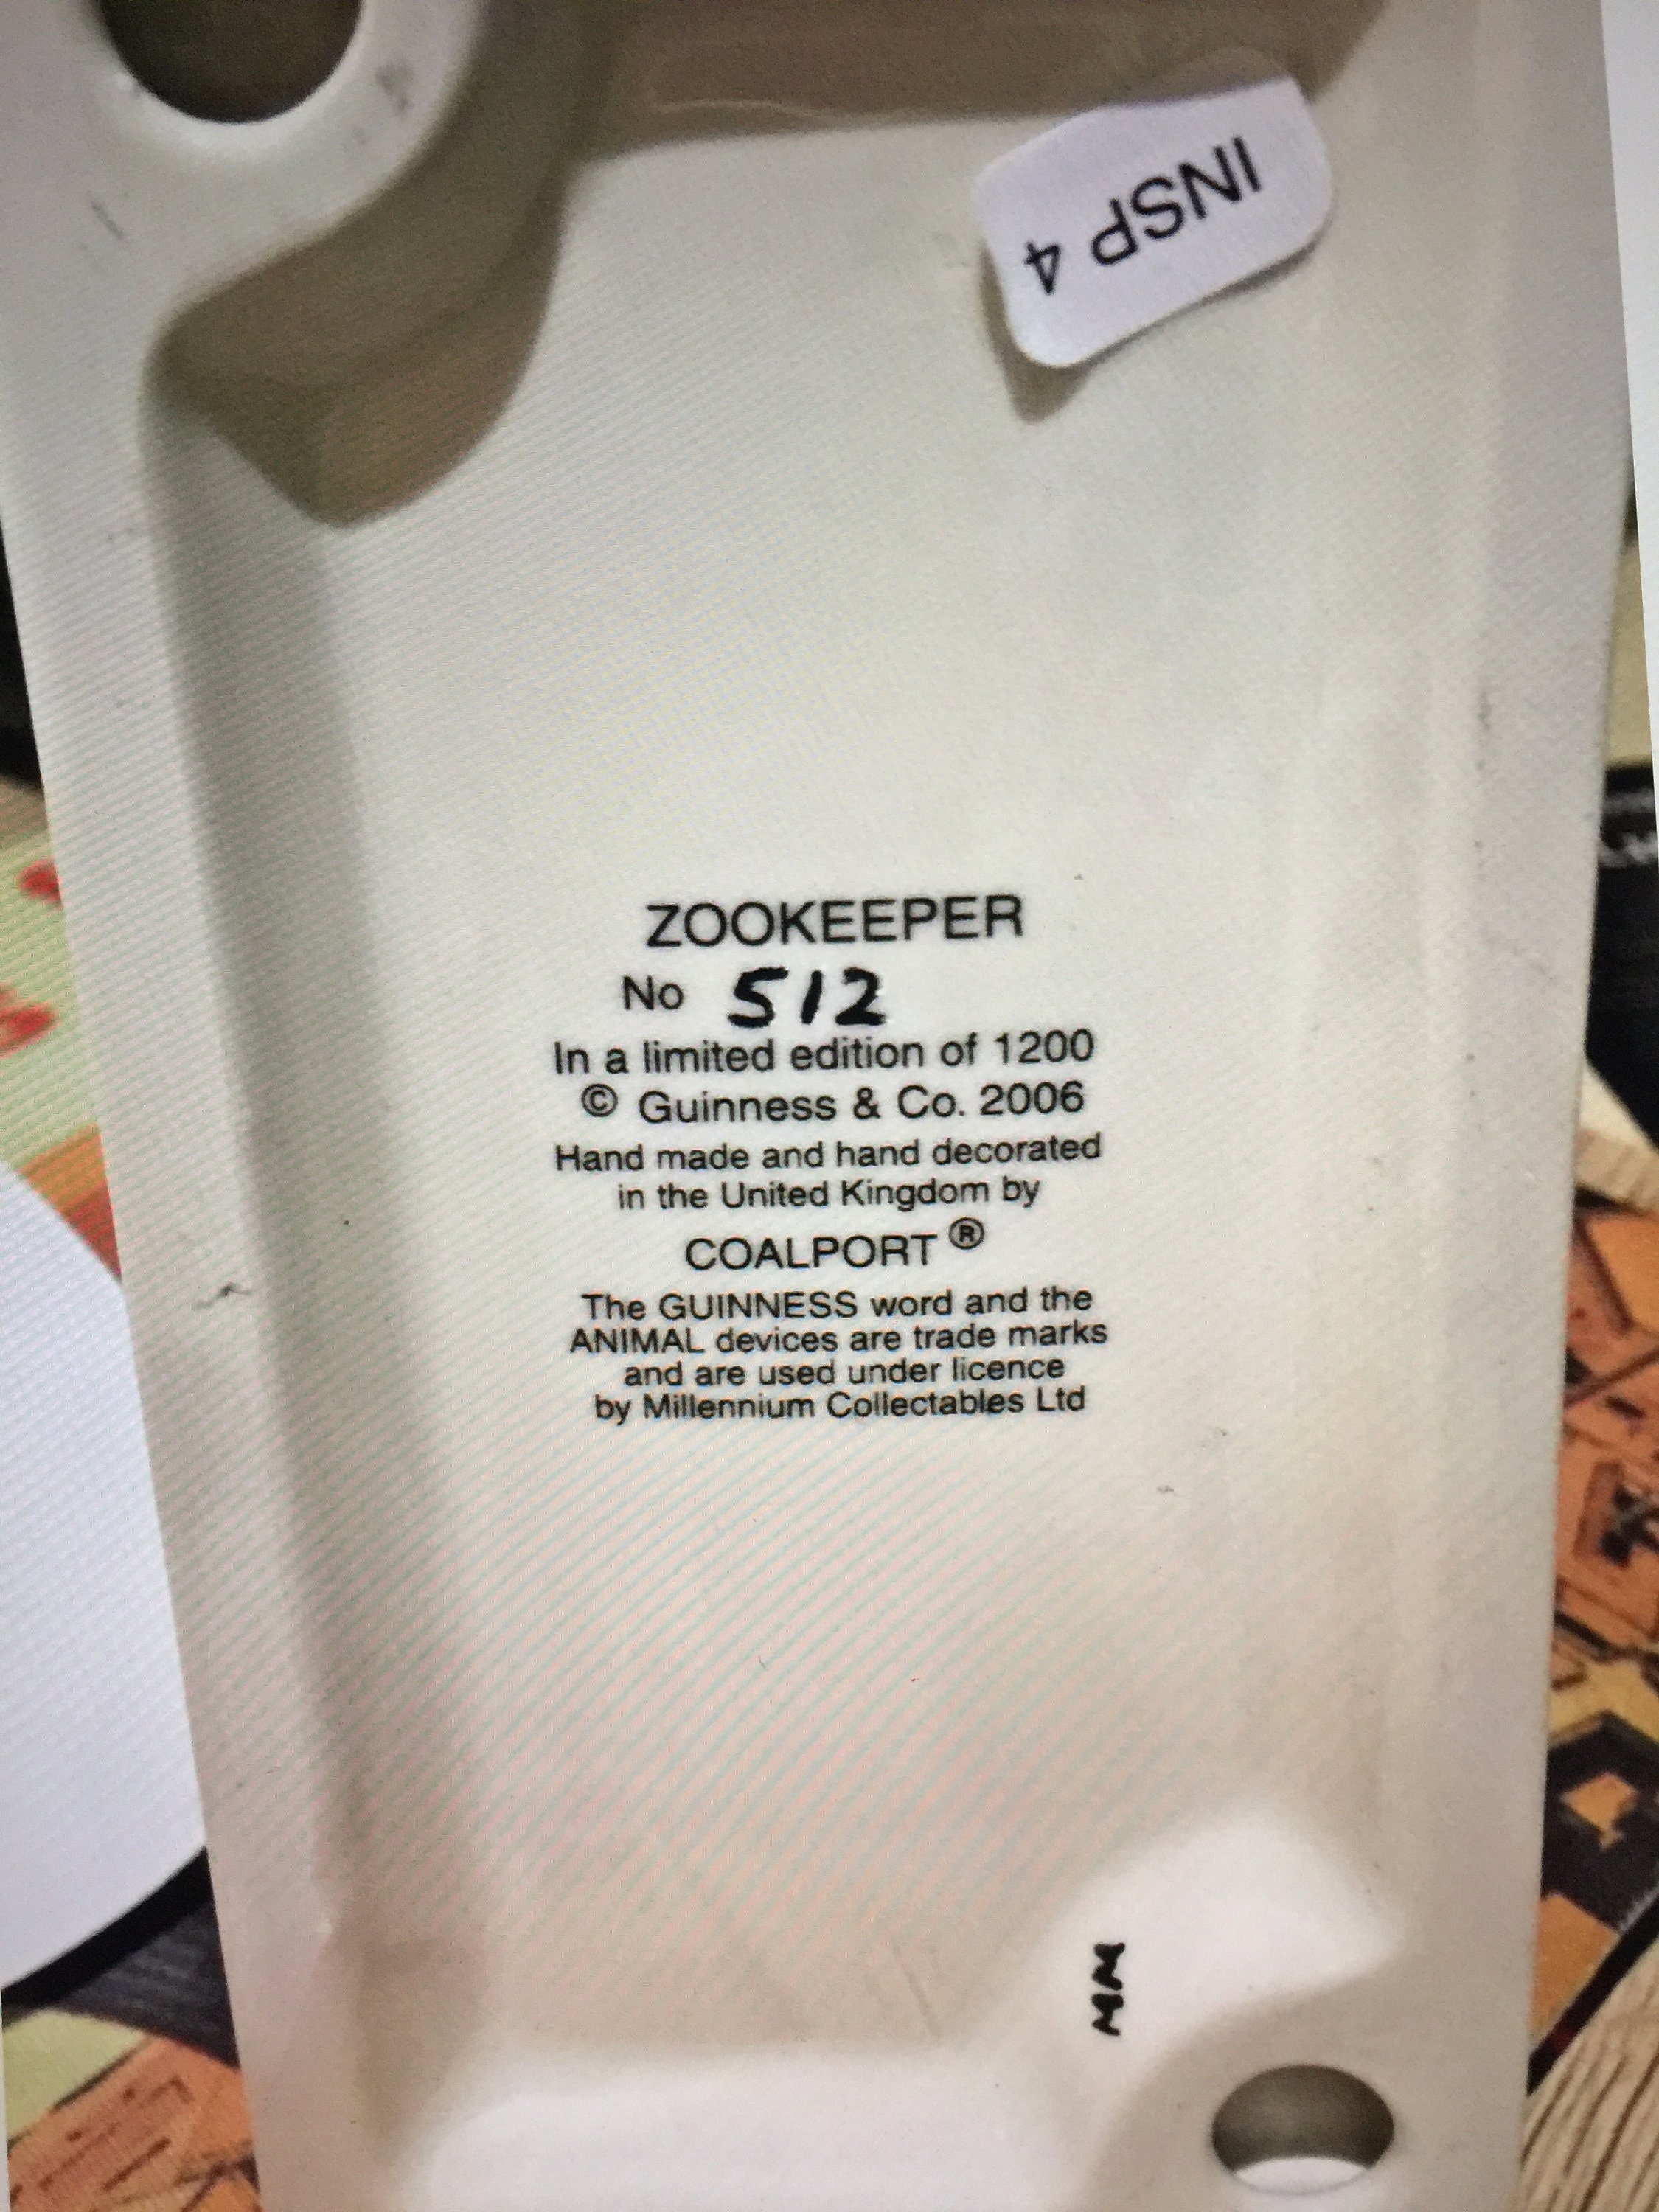 INSP 4
ZOOKEEPER
No 512
In a limited edition of 1200
© Guinness & Co. 2006
Hand made and hand decorated
in the United Kingdom by
COALPORT ®
The GUINNESS word and the
ANIMAL devices are trade marks
and are used under licence
by Millennium Collectables Ltd
MM